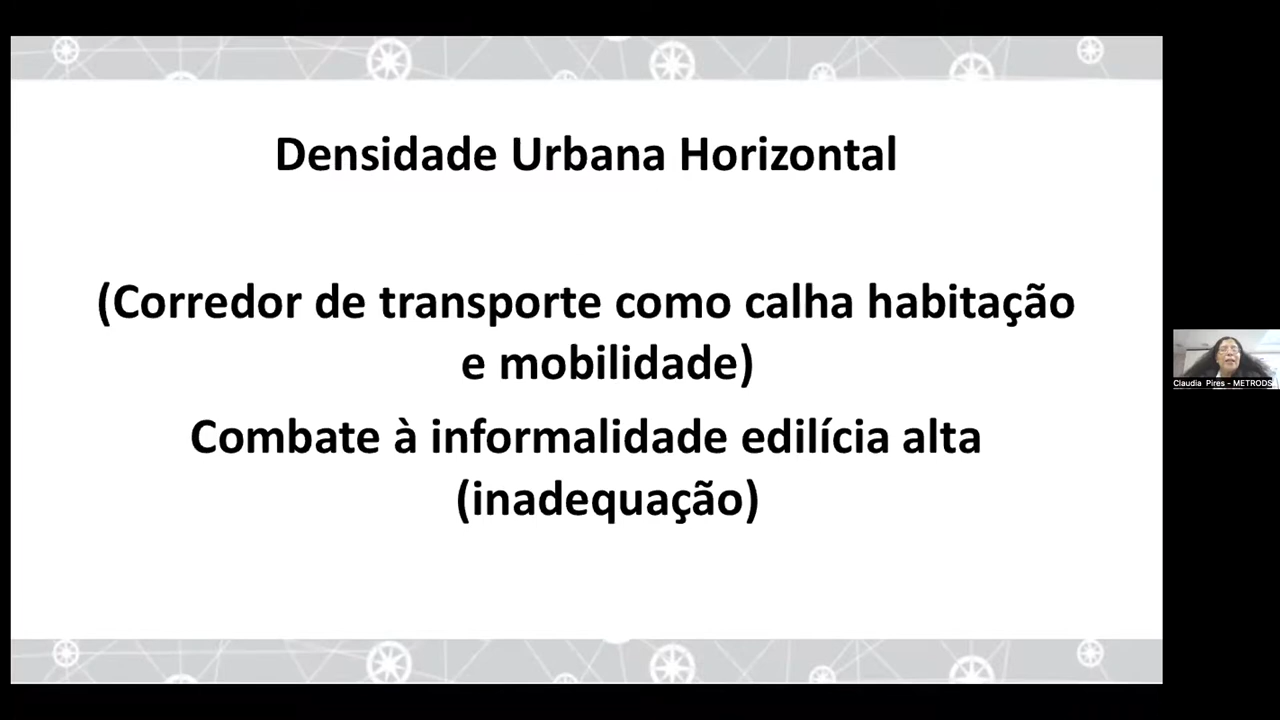 Densidade Urbana Horizontal
(Corredor de transporte como calha habitação
e mobilidade)
Combate à informalidade edilícia alta
(inadequação)
Claudia Pires - METRODS